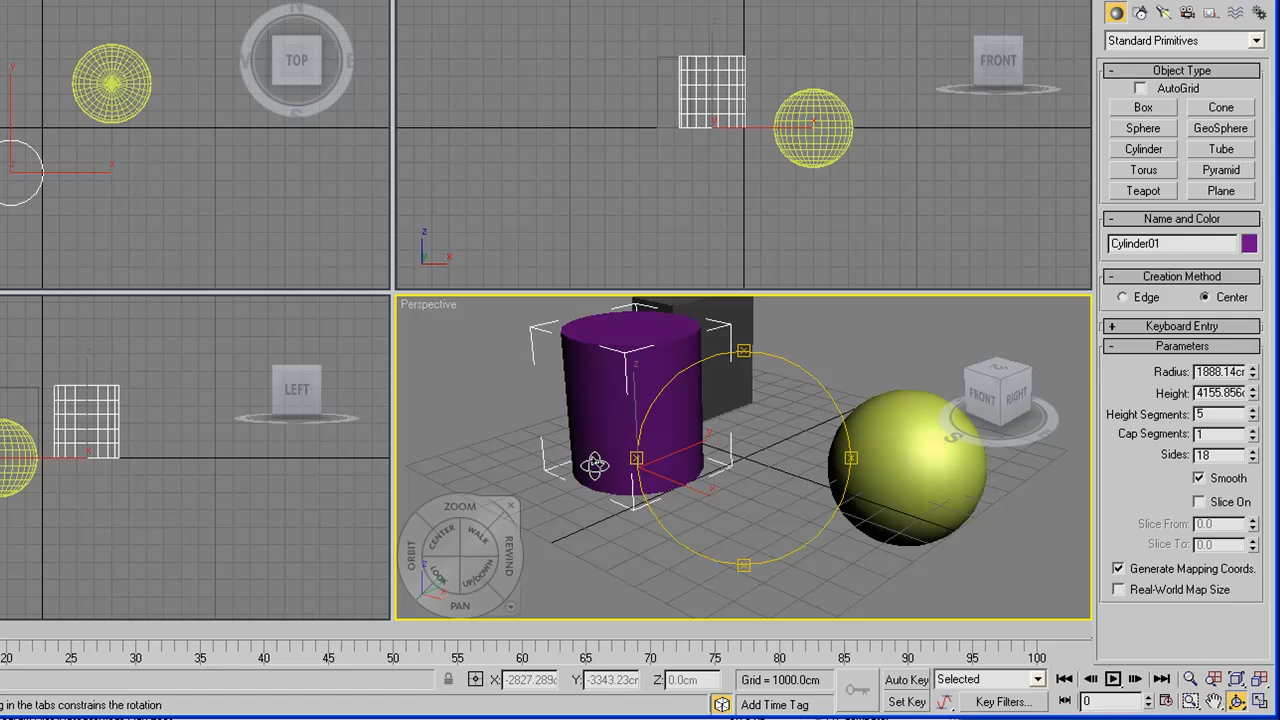 N
W
E
TOP
S
FRONT
y
x
z
x
z
y
x
x
x
LEFT
x
Perspective
z
TOP
FRONT
RIGHT
S
ZOOM
CENTER
WALK
ORBIT
REWIND
LOOK
UP/DOWN
PAN
Standard Primitives
Object Type
AutoGrid
Box
Cone
Sphere
GeoSphere
Cylinder
Tube
Torus
Pyramid
Teapot
Plane
Name and Color
Cylinder01
Creation Method
Edge
Center
Keyboard Entry
Parameters
Radius: 1888.14cr
Height: 4155.856c
Height Segments: 5
Cap Segments: 1
Sides: 18
Smooth
Slice On
Slice From: 0.0
Slice To: 0.0
Generate Mapping Coords.
Real-World Map Size
20 25 30 35 40 45 50 55 60 65 70 75 80 85 90 95 100
X: -2827.289c Y: -3343.23cr Z: 0.0cm Grid = 1000.0cm Auto Key Selected
g in the tabs constrains the rotation Add Time Tag Set Key Key Filters... 0